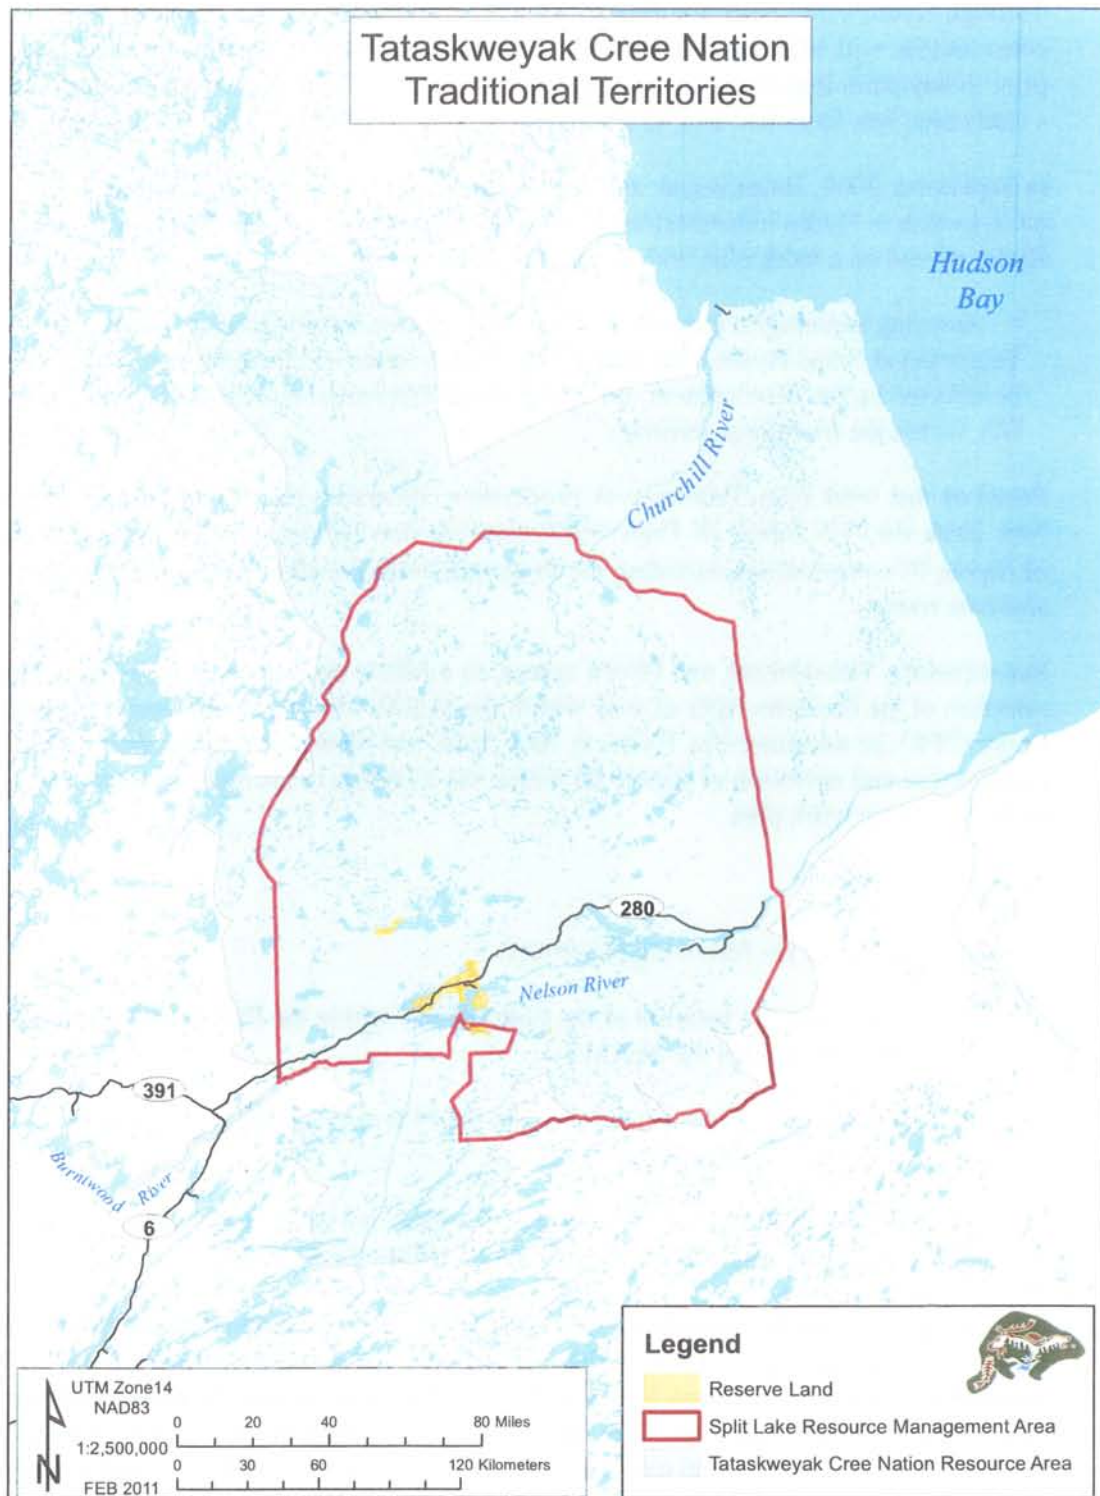 Tataskweyak Cree Nation
Traditional Territories
Hudson
Bay
Churchill River
280
Nelson River
391
Burntwood River
6
UTM Zone14
NAD83
1:2,500,000
FEB 2011
N
0 20 40 80 Miles
0 30 60 120 Kilometers
Legend
Reserve Land
Split Lake Resource Management Area
Tataskweyak Cree Nation Resource Area